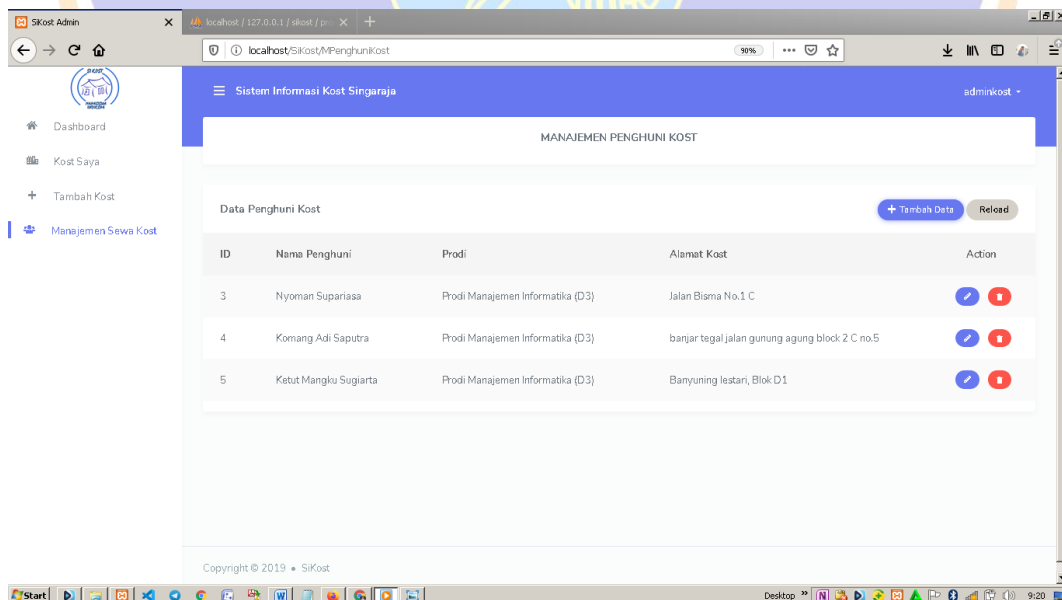 SiKost Admin
localhost / 127.0.0.1 / sikost / pro
localhost/SiKost/MPenghuniKost
90%
Sistem Informasi Kost Singaraja
adminkost
Dashboard
Kost Saya
Tambah Kost
Manajemen Sewa Kost
MANAJEMEN PENGHUNI KOST
Data Penghuni Kost
+ Tambah Data
Reload
ID Nama Penghuni Prodi Alamat Kost Action
3 Nyoman Supariasa Prodi Manajemen Informatika (D3) Jalan Bisma No.1 C
4 Komang Adi Saputra Prodi Manajemen Informatika (D3) banjar tegal jalan gunung agung block 2 C no.5
5 Ketut Mangku Sugiarta Prodi Manajemen Informatika (D3) Banyuning lestari, Blok D1
Copyright © 2019 • SiKost
Start
Desktop »
9:20